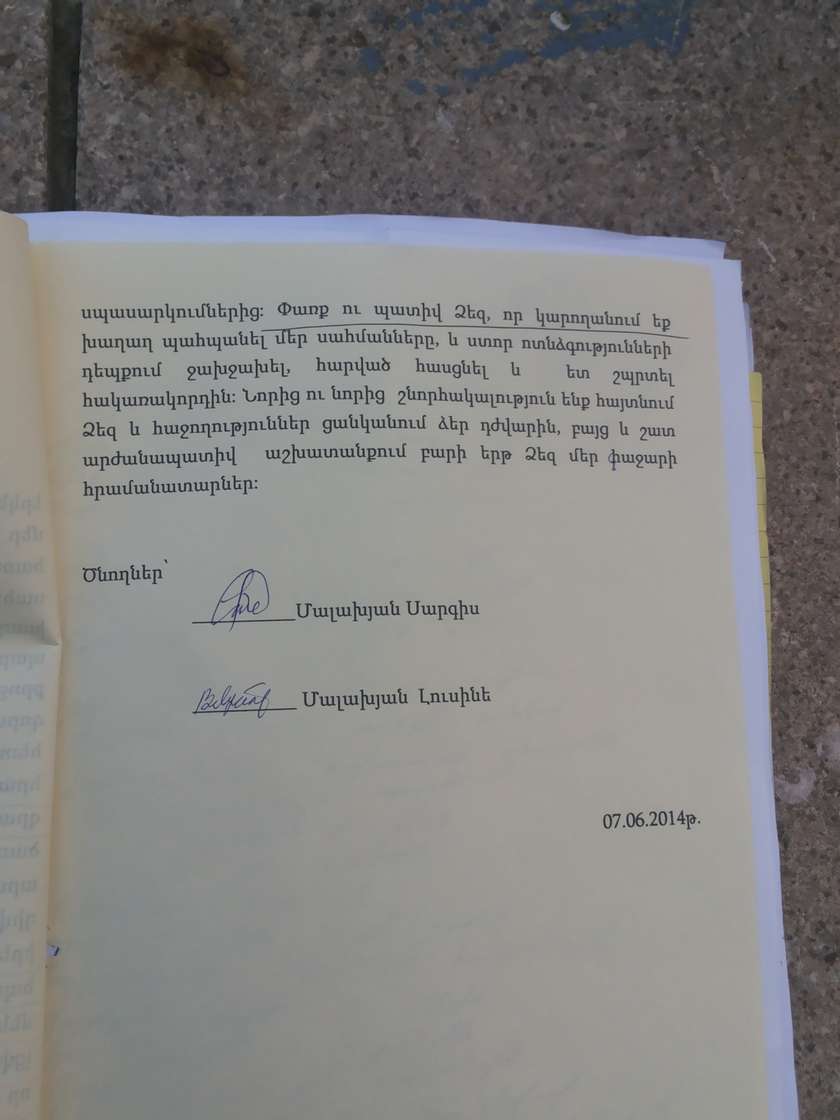 սպասարկումներից: Փառք ու պատիվ Ձեզ, որ կարողանում եք
խաղաղ պահպանել մեր սահմանները, և ստոր ոտնձգությունների
դեպքում ջախջախել, հարված հասցնել և ետ շպրտել
հակառակորդին: Նորից ու նորից շնորհակալություն ենք հայտնում
Ձեզ և հաջողություններ ցանկանում ձեր դժվարին, բայց և շատ
արժանապատիվ աշխատանքում բարի երթ Ձեզ մեր փաջարի
հրամանատարներ:
Ծնողներ՝
Մալախյան Սարգիս
Մալախյան Լուսինե
07.06.2014թ.